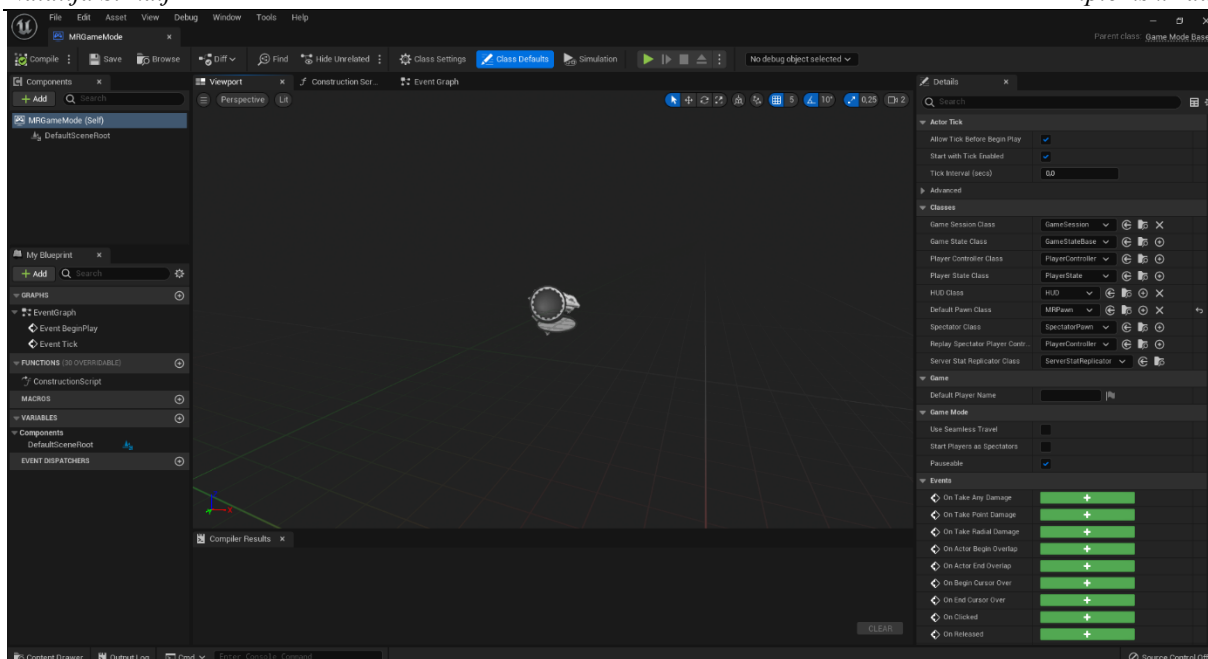 File Edit Asset View Debug Window Tools Help
MRGameMode
Parent class: Game Mode Base
Compile Save Browse Diff Find Hide Unrelated Class Settings Class Defaults Simulation No debug object selected
Components Viewport Construction Scr... Event Graph Details
+ Add Search Perspective Lit 5 10° 0,25 2 Search
MRGameMode (Self)
DefaultSceneRoot
Actor Tick
Allow Tick Before Begin Play
Start with Tick Enabled
Tick Interval (secs) 0,0
Advanced
Classes
Game Session Class GameSession
Game State Class GameStateBase
Player Controller Class PlayerController
Player State Class PlayerState
HUD Class HUD
Default Pawn Class MRPawn
Spectator Class SpectatorPawn
Replay Spectator Player Contr... PlayerController
Server Stat Replicator Class ServerStatReplicator
Game
Default Player Name
Game Mode
Use Seamless Travel
Start Players as Spectators
Pauseable
Events
On Take Any Damage
On Take Point Damage
On Take Radial Damage
On Actor Begin Overlap
On Actor End Overlap
On Begin Cursor Over
On End Cursor Over
On Clicked
On Released
My Blueprint
+ Add Search
GRAPHS
EventGraph
Event BeginPlay
Event Tick
FUNCTIONS (30 OVERRIDABLE)
ConstructionScript
MACROS
VARIABLES
Components
DefaultSceneRoot
EVENT DISPATCHERS
Compiler Results
CLEAR
Content Drawer Output Log Cmd Enter Console Command Source Control Off